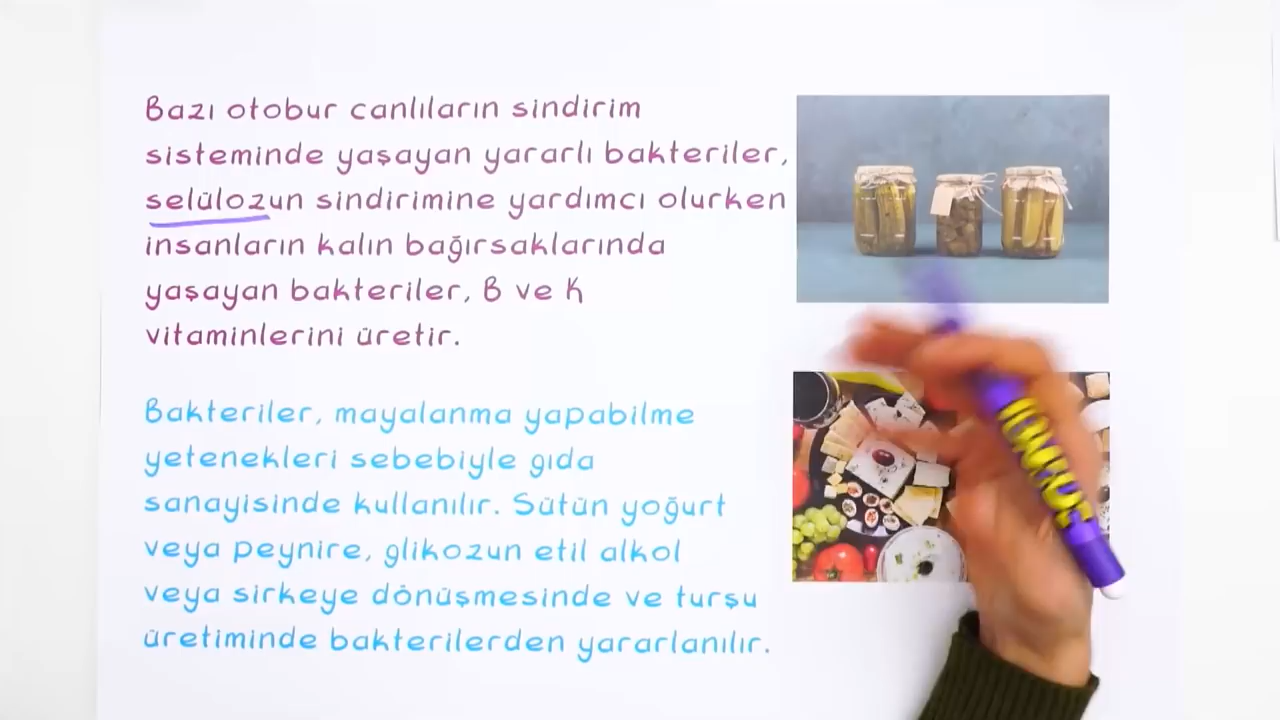 Bazı otobur canlıların sindirim
sisteminde yaşayan yararlı bakteriler,
selülozun sindirimine yardımcı olurken
insanların kalın bağırsaklarında
yaşayan bakteriler, B ve K
vitaminlerini üretir.
Bakteriler, mayalanma yapabilme
yetenekleri sebebiyle gıda
sanayisinde kullanılır. Sütün yoğurt
veya peynire, glikozun etil alkol
veya sirkeye dönüşmesinde ve turşu
üretiminde bakterilerden yararlanılır.